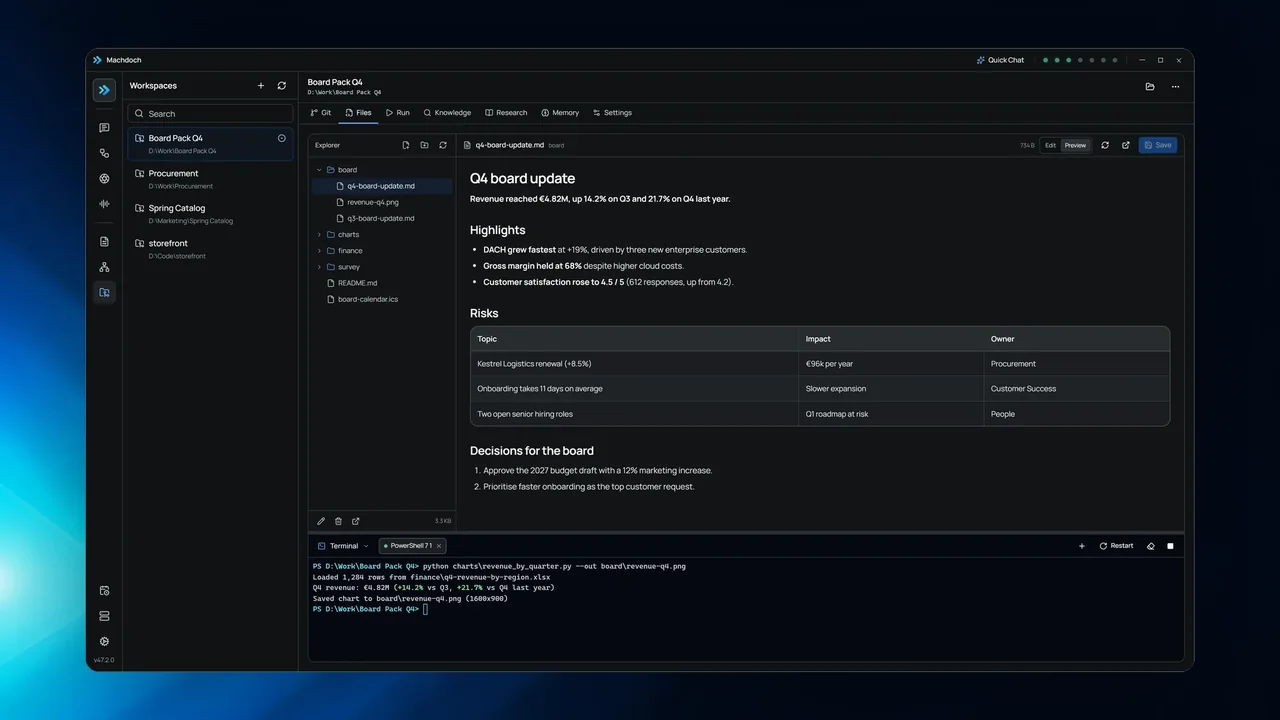 Machdoch
Quick Chat
Workspaces
Search
Board Pack Q4
D:\Work\Board Pack Q4
Procurement
D:\Work\Procurement
Spring Catalog
D:\Marketing\Spring Catalog
storefront
D:\Code\storefront
v47.2.0
Board Pack Q4
D:\Work\Board Pack Q4
Git Files Run Knowledge Research Memory Settings
Explorer
board
q4-board-update.md
revenue-q4.png
q3-board-update.md
charts
finance
survey
README.md
board-calendar.ics
3.3 KB
q4-board-update.md board
734 B Edit Preview Save
Q4 board update
Revenue reached €4.82M, up 14.2% on Q3 and 21.7% on Q4 last year.
Highlights
• DACH grew fastest at +19%, driven by three new enterprise customers.
• Gross margin held at 68% despite higher cloud costs.
• Customer satisfaction rose to 4.5 / 5 (612 responses, up from 4.2).
Risks
Topic Impact Owner
Kestrel Logistics renewal (+8.5%) €96k per year Procurement
Onboarding takes 11 days on average Slower expansion Customer Success
Two open senior hiring roles Q1 roadmap at risk People
Decisions for the board
1. Approve the 2027 budget draft with a 12% marketing increase.
2. Prioritise faster onboarding as the top customer request.
Terminal PowerShell 7 1 Restart
PS D:\Work\Board Pack Q4> python charts\revenue_by_quarter.py --out board\revenue-q4.png
Loaded 1,284 rows from finance\q4-revenue-by-region.xlsx
Q4 revenue: €4.82M (+14.2% vs Q3, +21.7% vs Q4 last year)
Saved chart to board\revenue-q4.png (1600x900)
PS D:\Work\Board Pack Q4>